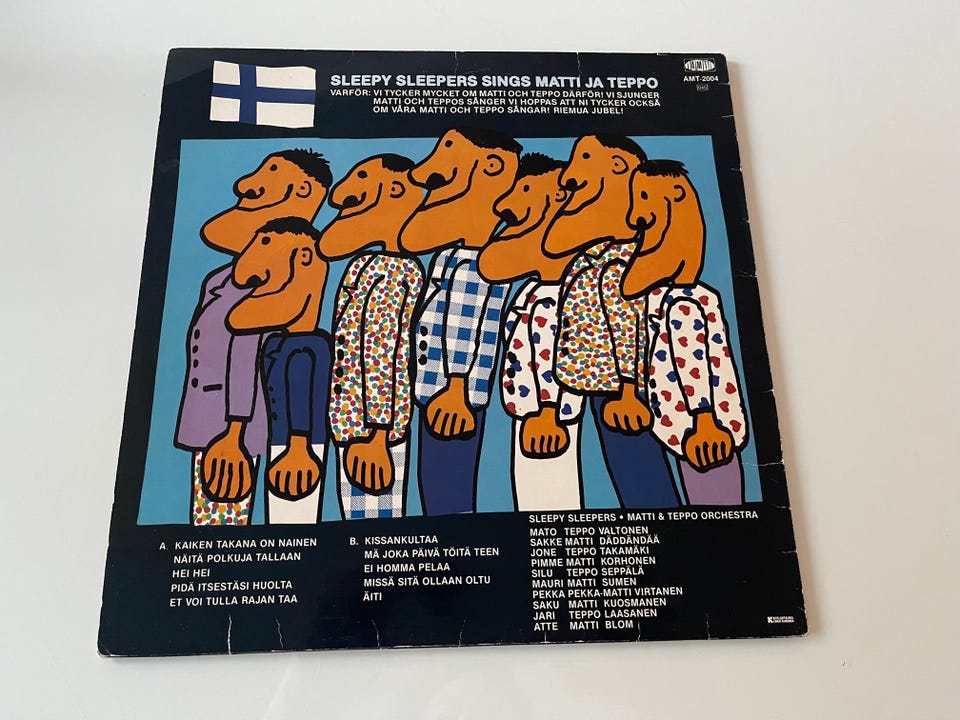 SLEEPY SLEEPERS SINGS MATTI JA TEPPO
VARFÖR: VI TYCKER MYCKET OM MATTI OCH TEPPO DÄRFÖR! VI SJUNGER
MATTI OCH TEPPOS SÅNGER VI HOPPAS ATT NI TYCKER OCKSÅ
OM VÅRA MATTI OCH TEPPO SÅNGAR! RIEMUA JUBEL!
AMT-2004
A. KAIKEN TAKANA ON NAINEN
NÄITÄ POLKUJA TALLAAN
HEI HEI
PIDÄ ITSESTÄSI HUOLTA
ET VOI TULLA RAJAN TAA
B. KISSANKULTAA
MÄ JOKA PÄIVÄ TÖITÄ TEEN
EI HOMMA PELAA
MISSÄ SITÄ OLLAAN OLTU
ÄITI
SLEEPY SLEEPERS • MATTI & TEPPO ORCHESTRA
MATO TEPPO VALTONEN
SAKKE MATTI DÄDDÄNDÄÄ
JONE TEPPO TAKAMÄKI
PIMME MATTI KORHONEN
SILU TEPPO SEPPÄLÄ
MAURI MATTI SUMEN
PEKKA PEKKA-MATTI VIRTANEN
SAKU MATTI KUOSMANEN
JARI TEPPO LAASANEN
ATTE MATTI BLOM